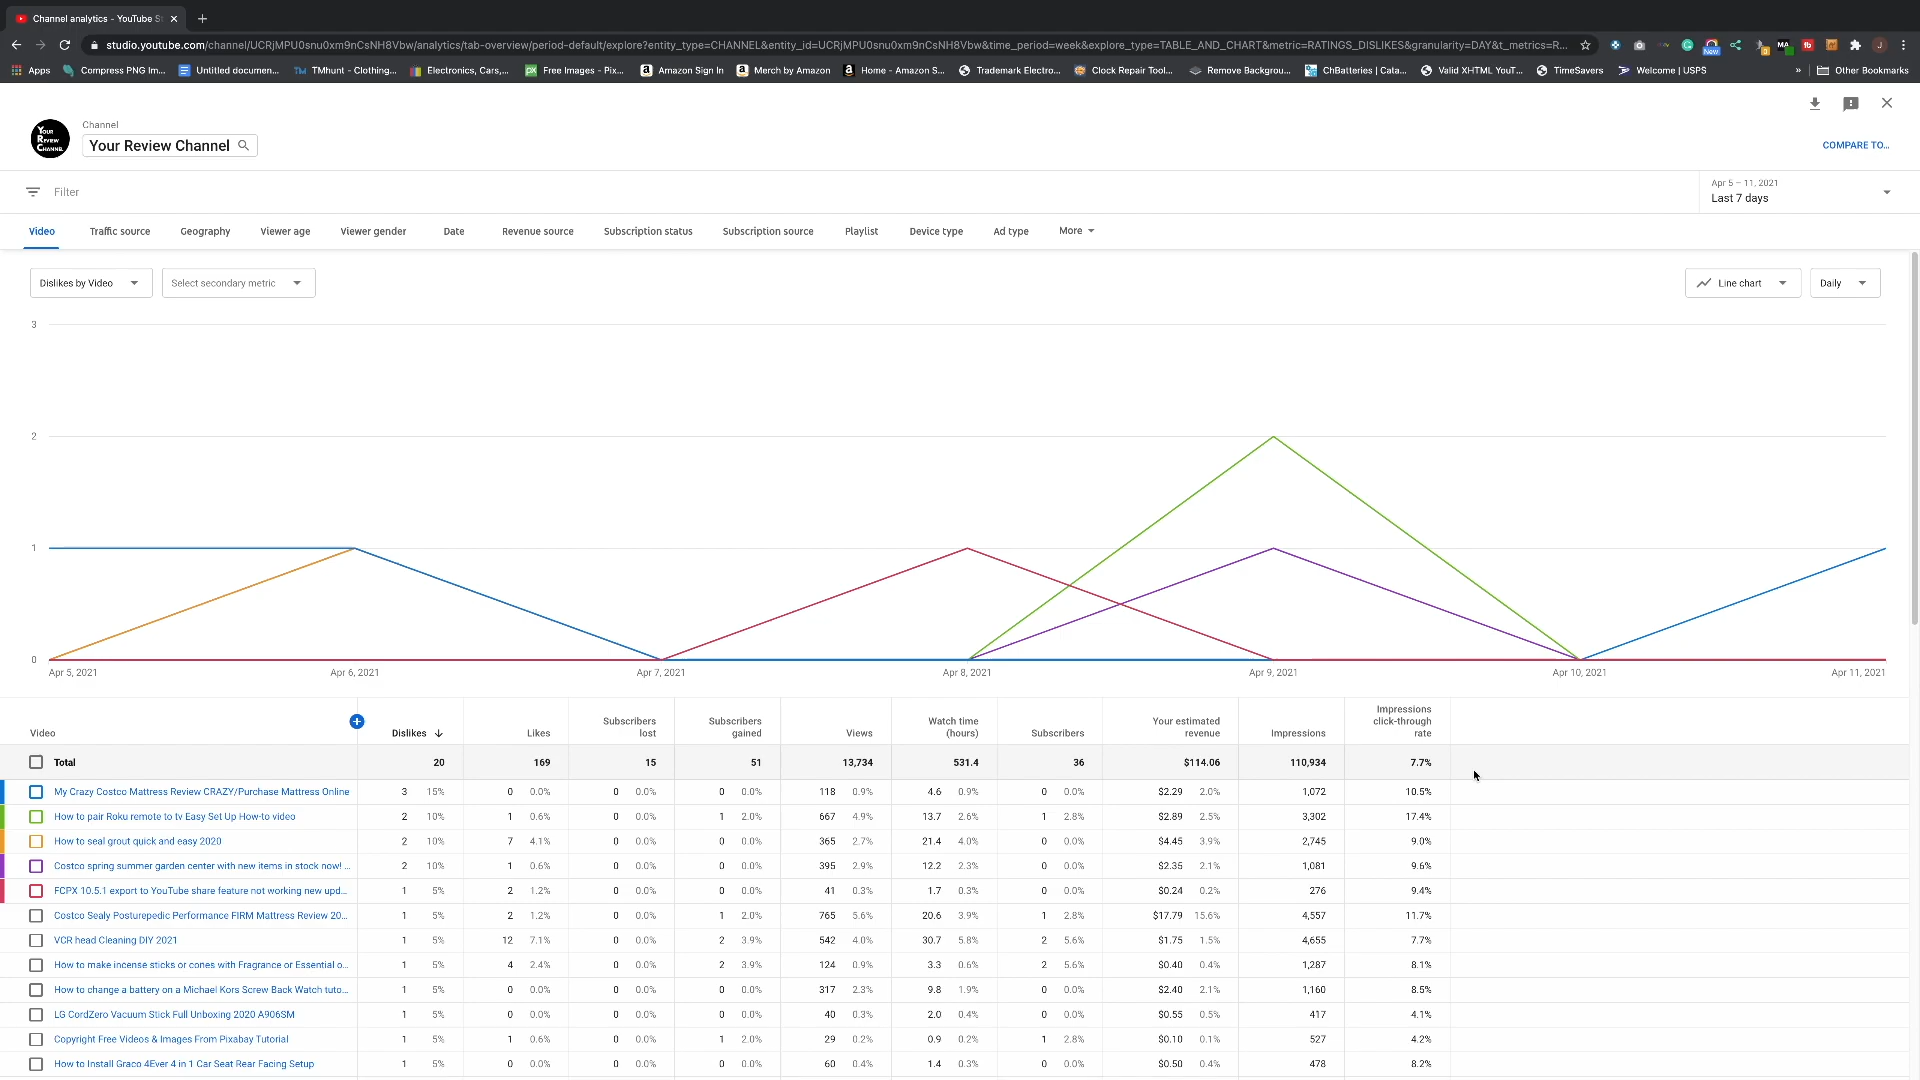 Channel analytics - YouTube St
studio.youtube.com/channel/UCRjMPU0snu0xm9nCsNH8Vbw/analytics/tab-overview/period-default/explore?entity_type=CHANNEL&entity_id=UCRjMPU0snu0xm9nCsNH8Vbw&time_period=week&explore_type=TABLE_AND_CHART&metric=RATINGS_DISLIKES&granularity=DAY&t_metrics=R...
Apps Compress PNG Im... Untitled documen... TMhunt - Clothing... Electronics, Cars,... Free Images - Pix... Amazon Sign In Merch by Amazon Home - Amazon S... Trademark Electro... Clock Repair Tool... Remove Backgrou... ChBatteries | Cata... Valid XHTML YouT... TimeSavers Welcome | USPS » Other Bookmarks
YOUR REVIEW CHANNEL
Channel
Your Review Channel
COMPARE TO...
Filter
Apr 5 – 11, 2021
Last 7 days
Video Traffic source Geography Viewer age Viewer gender Date Revenue source Subscription status Subscription source Playlist Device type Ad type More
Dislikes by Video Select secondary metric Line chart Daily
3
2
1
0
Apr 5, 2021 Apr 6, 2021 Apr 7, 2021 Apr 8, 2021 Apr 9, 2021 Apr 10, 2021 Apr 11, 2021
Video Dislikes Likes Subscribers lost Subscribers gained Views Watch time (hours) Subscribers Your estimated revenue Impressions Impressions click-through rate
Total 20 169 15 51 13,734 531.4 36 $114.06 110,934 7.7%
My Crazy Costco Mattress Review CRAZY/Purchase Mattress Online 3 15% 0 0.0% 0 0.0% 0 0.0% 118 0.9% 4.6 0.9% 0 0.0% $2.29 2.0% 1,072 10.5%
How to pair Roku remote to tv Easy Set Up How-to video 2 10% 1 0.6% 0 0.0% 1 2.0% 667 4.9% 13.7 2.6% 1 2.8% $2.89 2.5% 3,302 17.4%
How to seal grout quick and easy 2020 2 10% 7 4.1% 0 0.0% 0 0.0% 365 2.7% 21.4 4.0% 0 0.0% $4.45 3.9% 2,745 9.0%
Costco spring summer garden center with new items in stock now! ... 2 10% 1 0.6% 0 0.0% 0 0.0% 395 2.9% 12.2 2.3% 0 0.0% $2.35 2.1% 1,081 9.6%
FCPX 10.5.1 export to YouTube share feature not working new upd... 1 5% 2 1.2% 0 0.0% 0 0.0% 41 0.3% 1.7 0.3% 0 0.0% $0.24 0.2% 276 9.4%
Costco Sealy Posturepedic Performance FIRM Mattress Review 20... 1 5% 2 1.2% 0 0.0% 1 2.0% 765 5.6% 20.6 3.9% 1 2.8% $17.79 15.6% 4,557 11.7%
VCR head Cleaning DIY 2021 1 5% 12 7.1% 0 0.0% 2 3.9% 542 4.0% 30.7 5.8% 2 5.6% $1.75 1.5% 4,655 7.7%
How to make incense sticks or cones with Fragrance or Essential o... 1 5% 4 2.4% 0 0.0% 2 3.9% 124 0.9% 3.3 0.6% 2 5.6% $0.40 0.4% 1,287 8.1%
How to change a battery on a Michael Kors Screw Back Watch tuto... 1 5% 0 0.0% 0 0.0% 0 0.0% 317 2.3% 9.8 1.9% 0 0.0% $2.40 2.1% 1,160 8.5%
LG CordZero Vacuum Stick Full Unboxing 2020 A906SM 1 5% 0 0.0% 0 0.0% 0 0.0% 40 0.3% 2.0 0.4% 0 0.0% $0.55 0.5% 417 4.1%
Copyright Free Videos & Images From Pixabay Tutorial 1 5% 1 0.6% 0 0.0% 1 2.0% 29 0.2% 0.9 0.2% 1 2.8% $0.10 0.1% 527 4.2%
How to Install Graco 4Ever 4 in 1 Car Seat Rear Facing Setup 1 5% 0 0.0% 0 0.0% 0 0.0% 60 0.4% 1.4 0.3% 0 0.0% $0.50 0.4% 478 8.2%